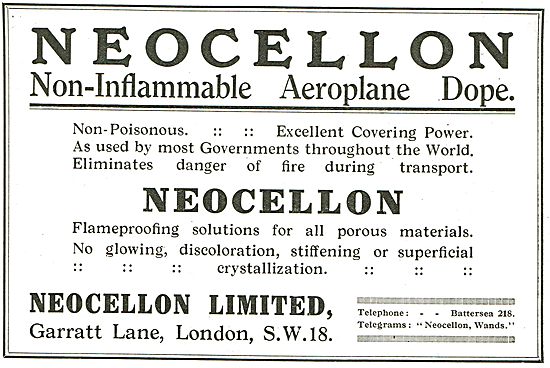 NEOCELLON
Non-Inflammable Aeroplane Dope.
Non-Poisonous. :: :: Excellent Covering Power.
As used by most Governments throughout the World.
Eliminates danger of fire during transport.
NEOCELLON
Flameproofing solutions for all porous materials.
No glowing, discoloration, stiffening or superficial
:: :: :: crystallization. :: :: ::
NEOCELLON LIMITED,
Garratt Lane, London, S.W.18.
Telephone: - - Battersea 218.
Telegrams: "Neocellon, Wands."